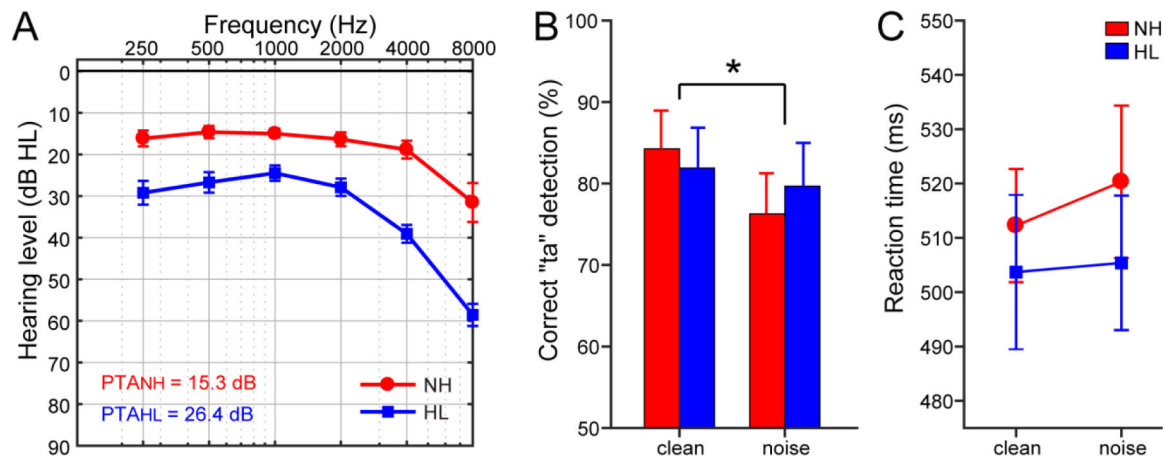 A
Frequency (Hz)
250 500 1000 2000 4000 8000
Hearing level (dB HL)
0
10
20
30
40
50
60
70
80
90
PTANH = 15.3 dB
PTAHL = 26.4 dB
NH
HL
B
Correct "ta" detection (%)
100
90
80
70
60
50
*
clean noise
C
NH
HL
Reaction time (ms)
550
540
530
520
510
500
490
480
clean noise